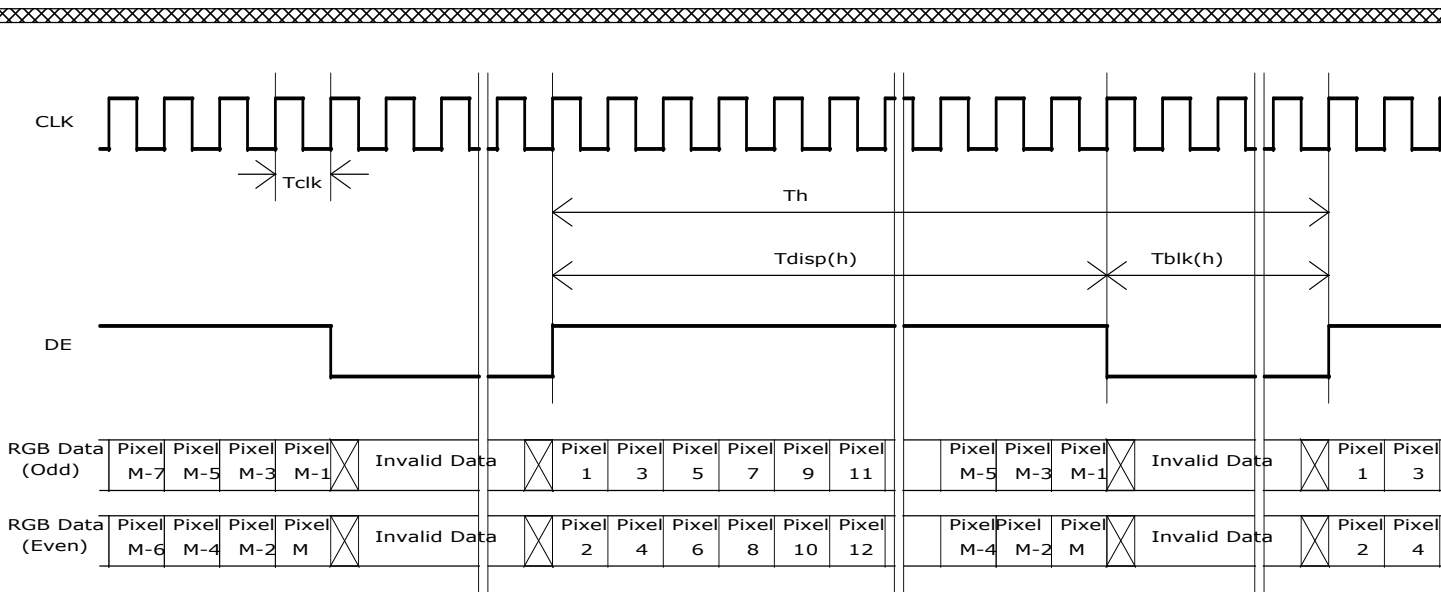 CLK
Tclk
Th
Tdisp(h)
Tblk(h)
DE
RGB Data Pixel Pixel Pixel Pixel Pixel Pixel Pixel Pixel Pixel Pixel Pixel Pixel Pixel Pixel Pixel
(Odd) M-7 M-5 M-3 M-1 Invalid Data 1 3 5 7 9 11 M-5 M-3 M-1 Invalid Data 1 3
RGB Data Pixel Pixel Pixel Pixel Pixel Pixel Pixel Pixel Pixel Pixel Pixel Pixel Pixel Pixel Pixel
(Even) M-6 M-4 M-2 M Invalid Data 2 4 6 8 10 12 M-4 M-2 M Invalid Data 2 4